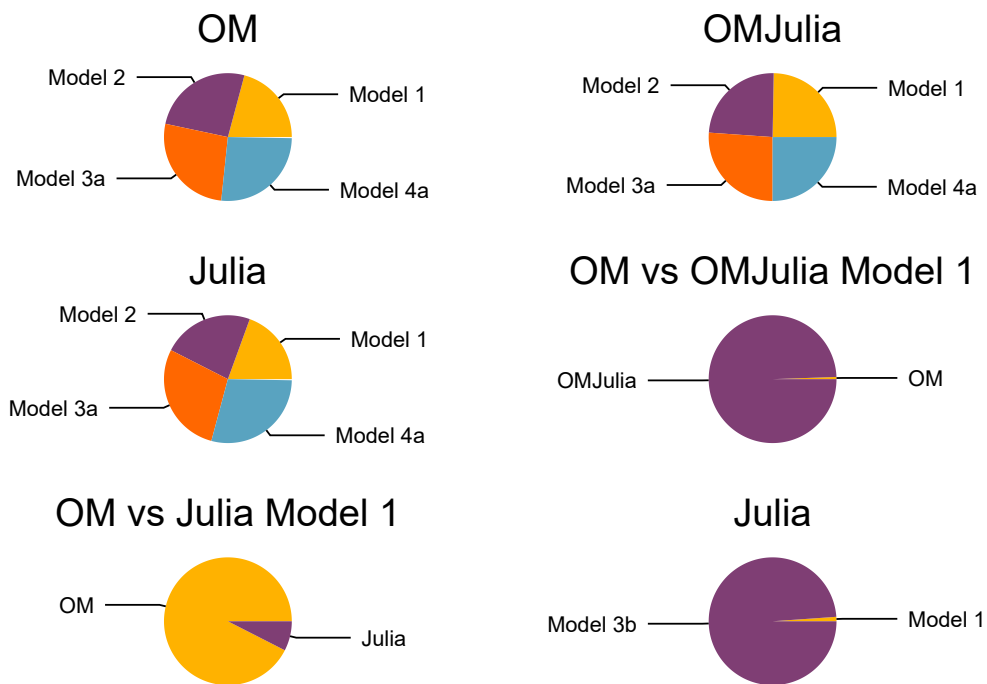 OM
Model 2
Model 1
Model 3a
Model 4a
OMJulia
Model 2
Model 1
Model 3a
Model 4a
Julia
Model 2
Model 1
Model 3a
Model 4a
OM vs OMJulia Model 1
OMJulia
OM
OM vs Julia Model 1
OM
Julia
Julia
Model 3b
Model 1